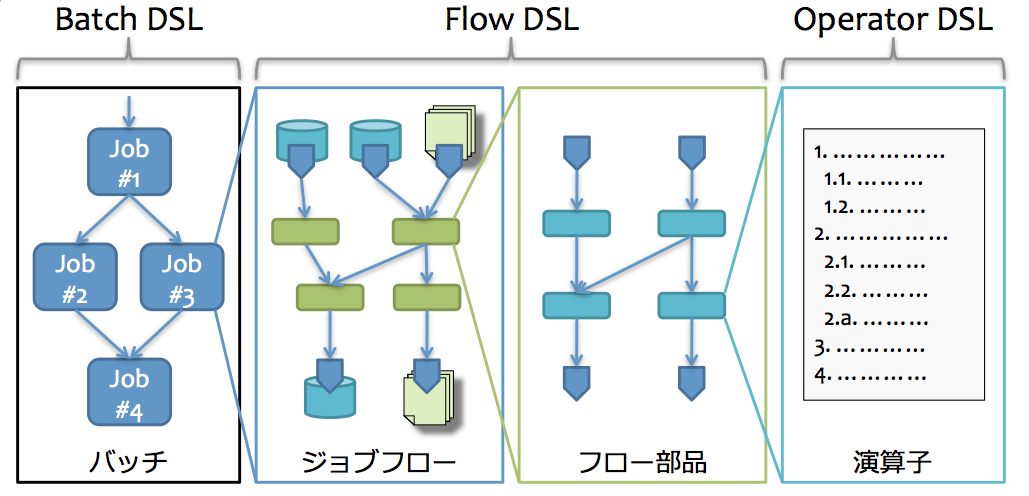 Batch DSL
Flow DSL
Operator DSL
Job
#1
Job
#2
Job
#3
Job
#4
バッチ
ジョブフロー
フロー部品
1. ……………
1.1. ………
1.2. ………
2. ……………
2.1. ………
2.2. ………
2.a. ………
3. …………
4. …………
演算子